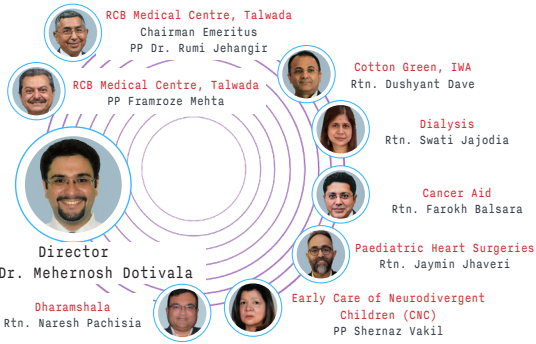 RCB Medical Centre, Talwada
Chairman Emeritus
PP Dr. Rumi Jehangir
RCB Medical Centre, Talwada
PP Framroze Mehta
Cotton Green, IWA
Rtn. Dushyant Dave
Dialysis
Rtn. Swati Jajodia
Cancer Aid
Rtn. Farokh Balsara
Paediatric Heart Surgeries
Rtn. Jaymin Jhaveri
Director
Dr. Mehernosh Dotivala
Early Care of Neurodivergent
Children (CNC)
PP Shernaz Vakil
Dharamshala
Rtn. Naresh Pachisia